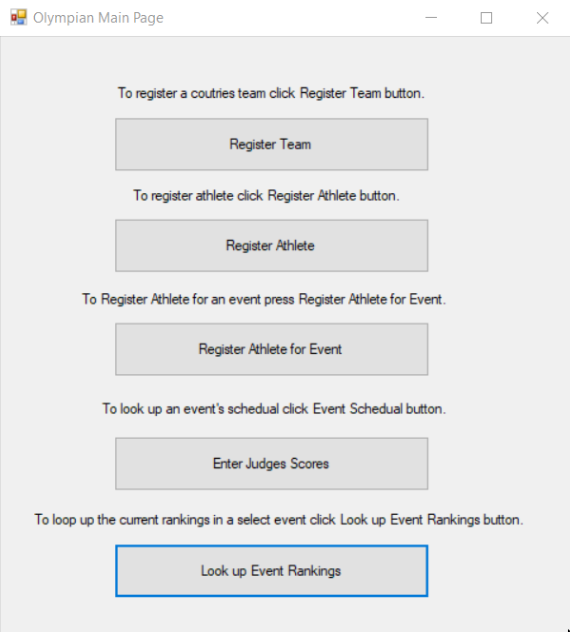 Olympian Main Page
To register a coutries team click Register Team button.
Register Team
To register athlete click Register Athlete button.
Register Athlete
To Register Athlete for an event press Register Athlete for Event.
Register Athlete for Event
To look up an event's schedual click Event Schedual button.
Enter Judges Scores
To loop up the current rankings in a select event click Look up Event Rankings button.
Look up Event Rankings